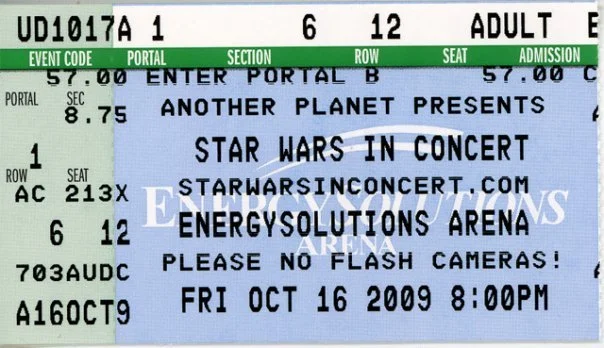 UD1017A 1 6 12 ADULT E
EVENT CODE PORTAL SECTION ROW SEAT ADMISSION
57.00 ENTER PORTAL B 57.00 C
PORTAL SEC
8.75 ANOTHER PLANET PRESENTS
1 STAR WARS IN CONCERT
ROW SEAT
AC 213X STARWARSINCONCERT.COM
ENERGYSOLUTIONS
ARENA
6 12 ENERGYSOLUTIONS ARENA
703AUDC PLEASE NO FLASH CAMERAS!
A16OCT9 FRI OCT 16 2009 8:00PM